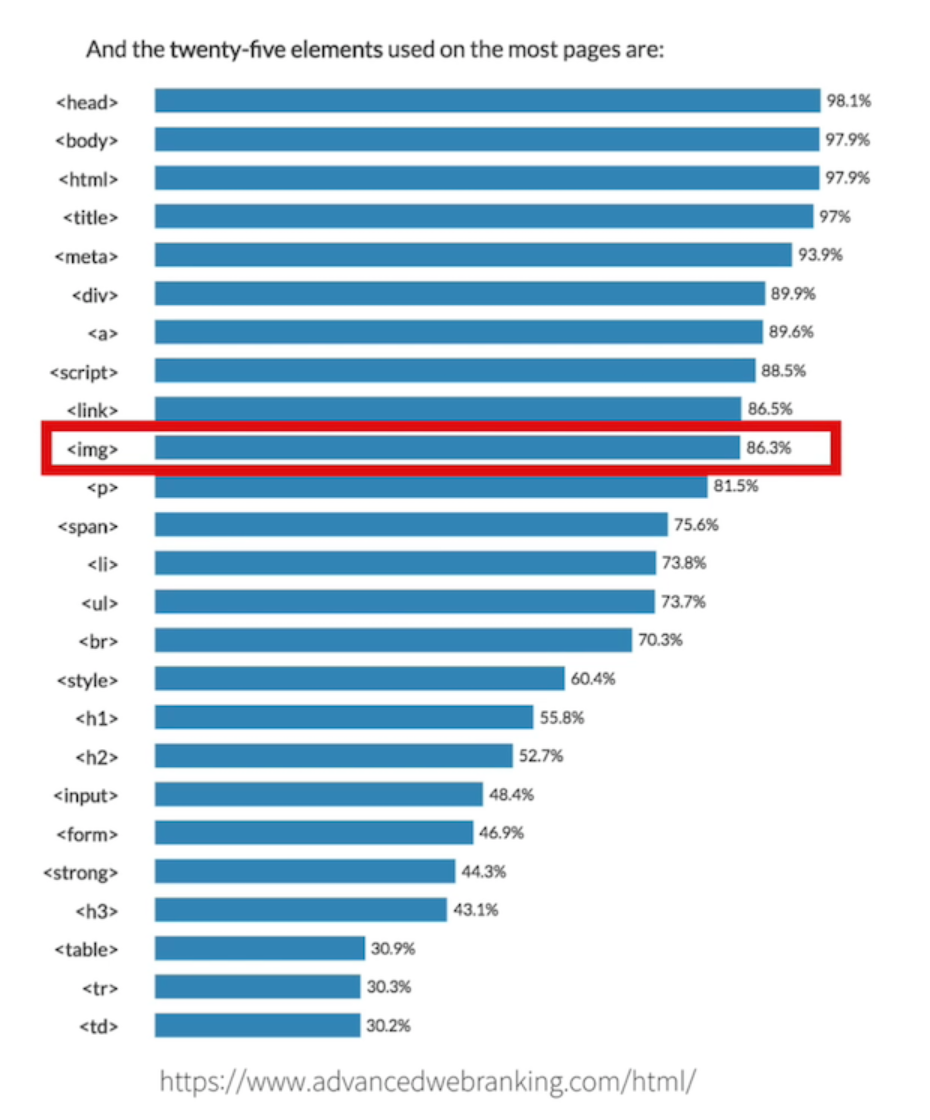 And the twenty-five elements used on the most pages are:
<head> 98.1%
<body> 97.9%
<html> 97.9%
<title> 97%
<meta> 93.9%
<div> 89.9%
<a> 89.6%
<script> 88.5%
<link> 86.5%
<img> 86.3%
<p> 81.5%
<span> 75.6%
<li> 73.8%
<ul> 73.7%
<br> 70.3%
<style> 60.4%
<h1> 55.8%
<h2> 52.7%
<input> 48.4%
<form> 46.9%
<strong> 44.3%
<h3> 43.1%
<table> 30.9%
<tr> 30.3%
<td> 30.2%
https://www.advancedwebranking.com/html/